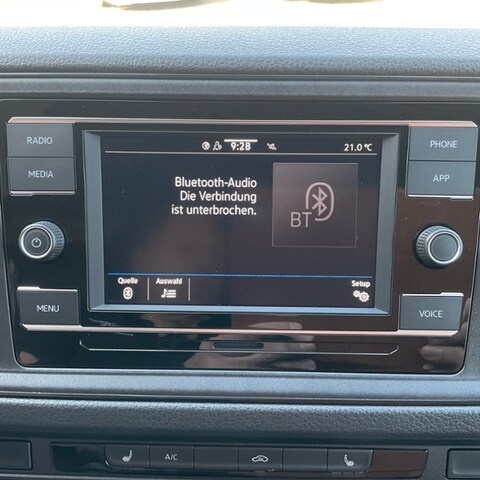 RADIO
MEDIA
MENU
9:28
21.0 °C
Bluetooth-Audio
Die Verbindung
ist unterbrochen.
BT
Quelle
Auswahl
Setup
PHONE
APP
VOICE
A/C